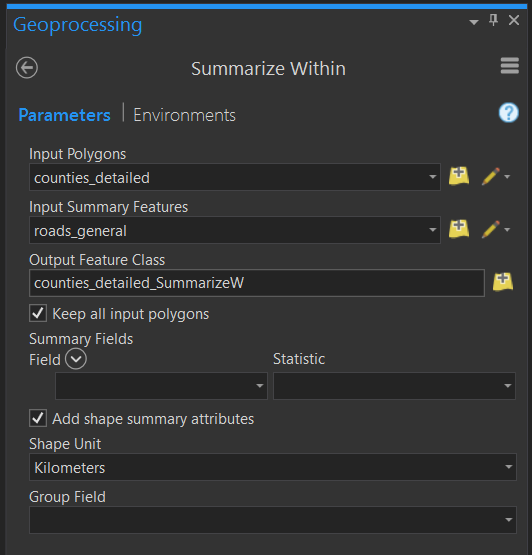 Geoprocessing
Summarize Within
Parameters | Environments
Input Polygons
counties_detailed
Input Summary Features
roads_general
Output Feature Class
counties_detailed_SummarizeW
Keep all input polygons
Summary Fields
Field Statistic
Add shape summary attributes
Shape Unit
Kilometers
Group Field